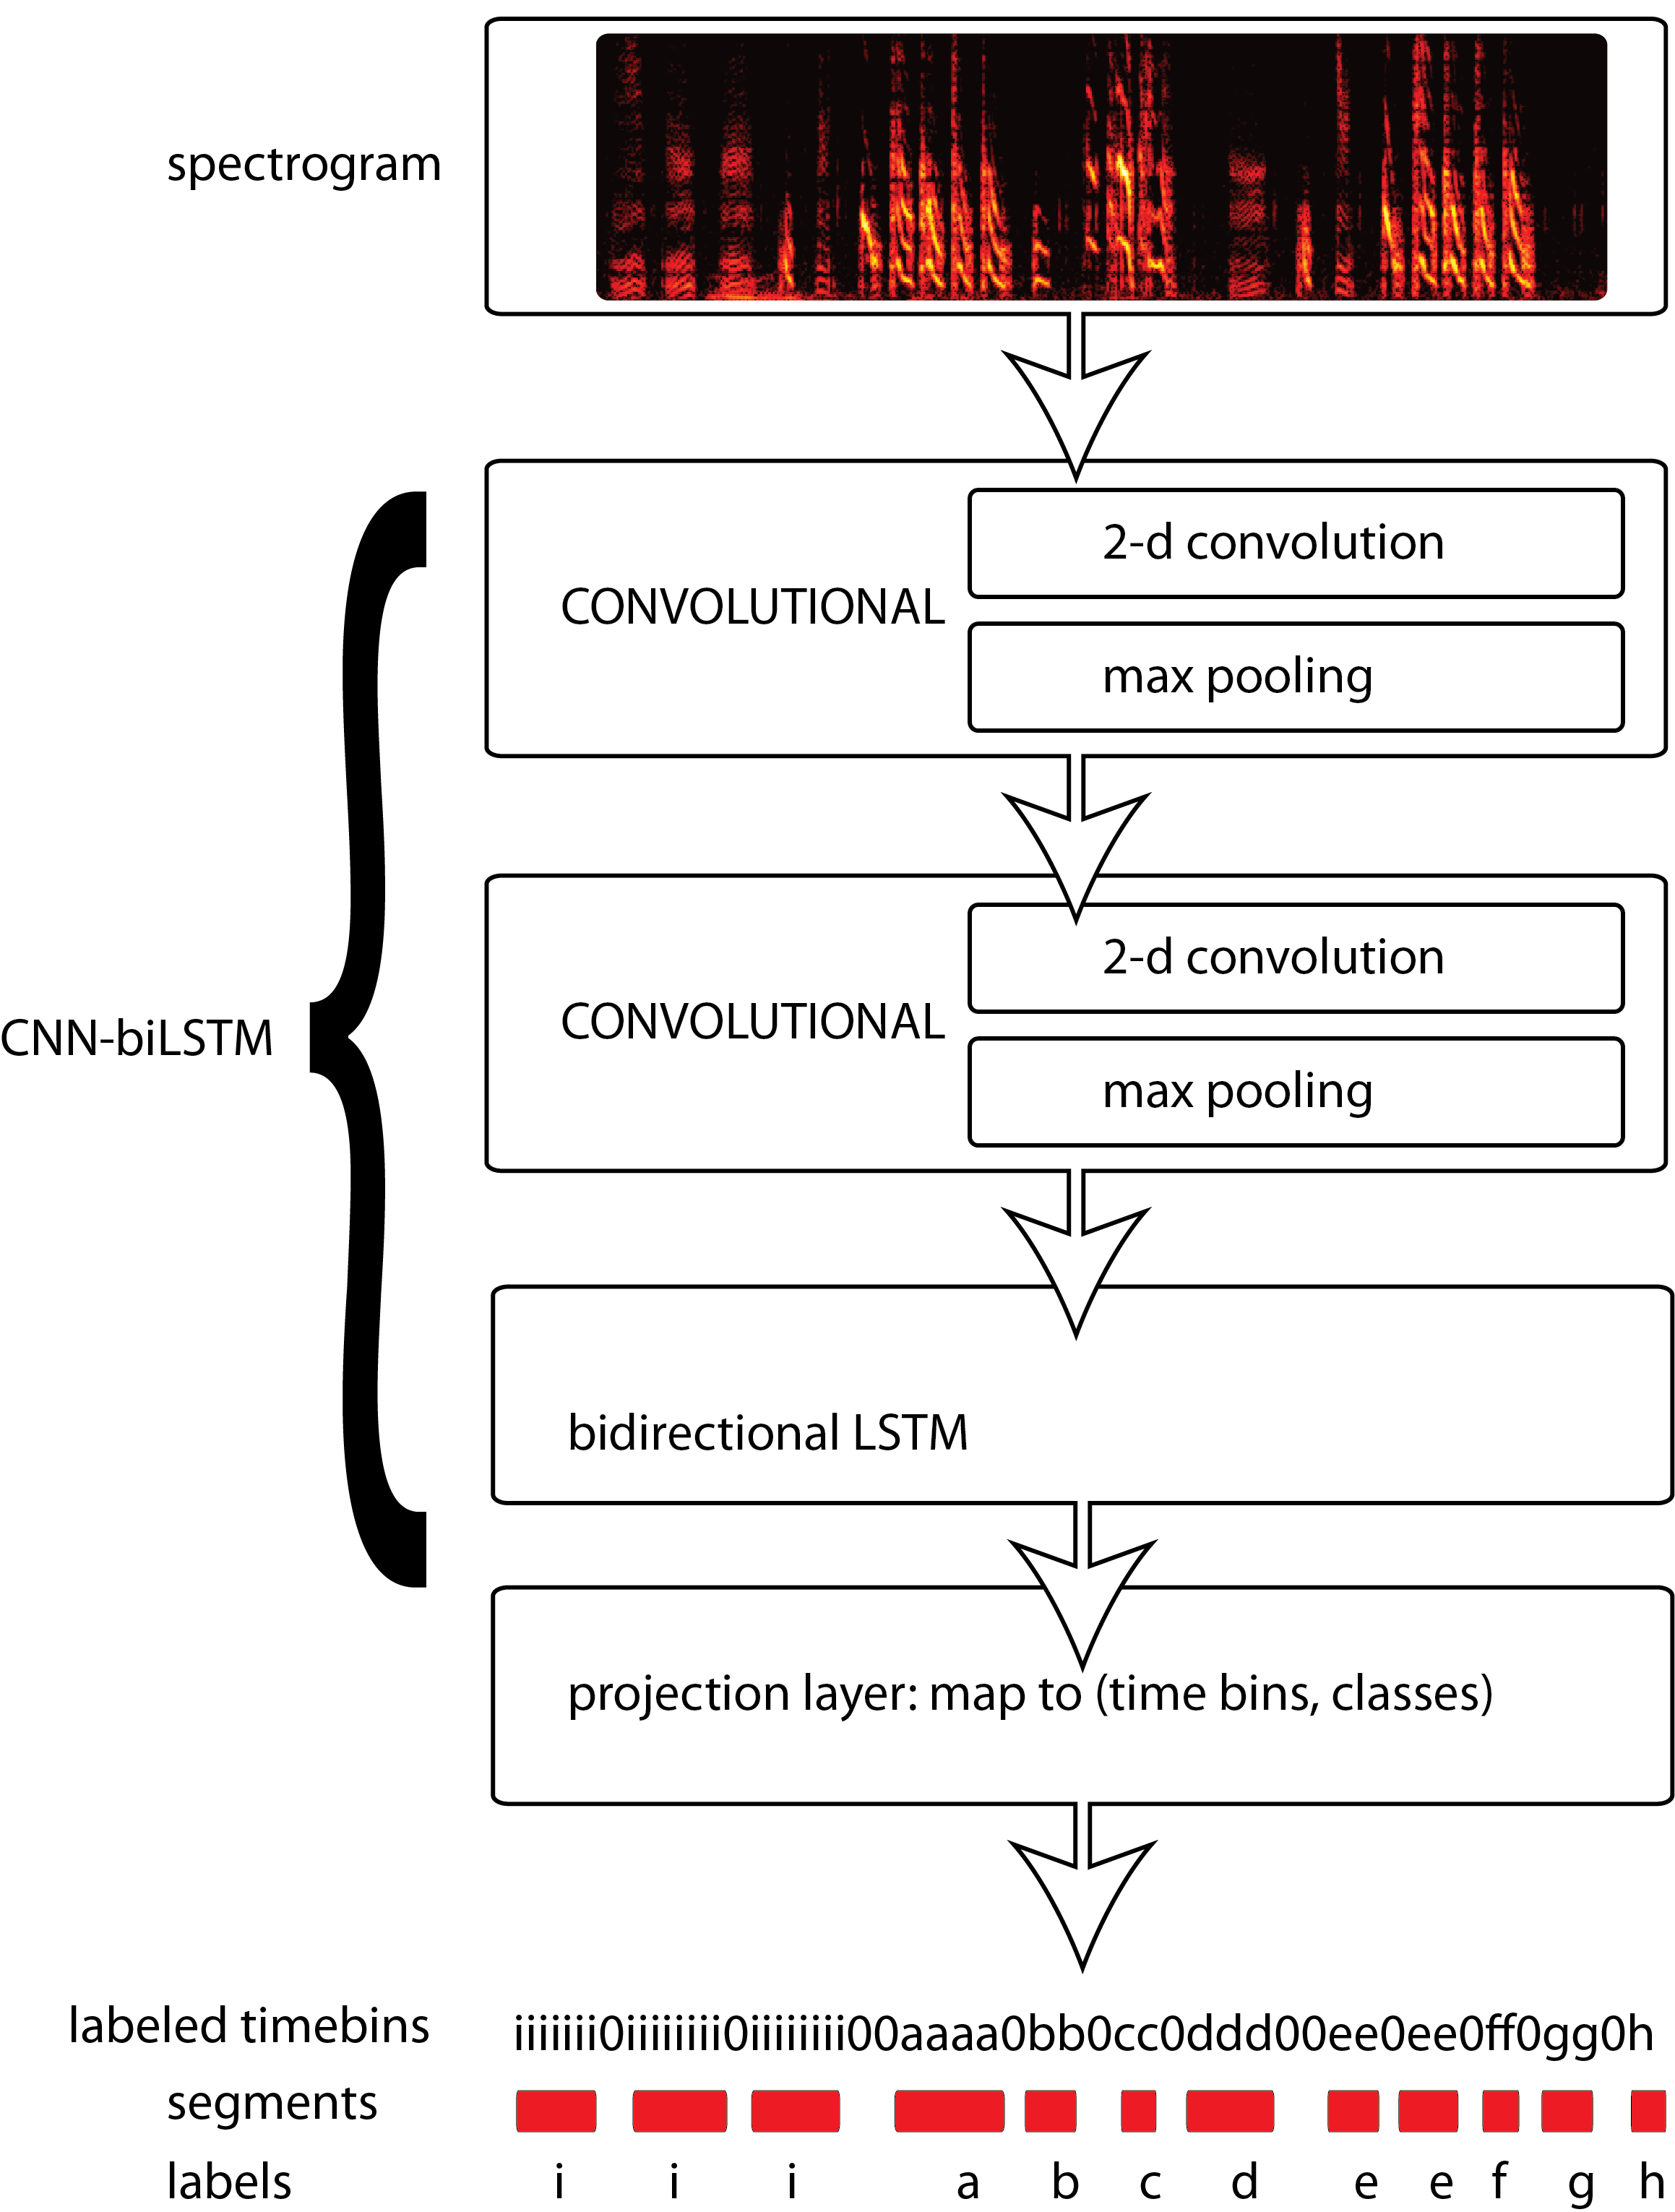 spectrogram
2-d convolution
CONVOLUTIONAL
max pooling
2-d convolution
CONVOLUTIONAL
CNN-biLSTM
max pooling
bidirectional LSTM
projection layer: map to (time bins, classes)
labeled timebins iiiiiii0iiiiiiii0iiiiiiii00aaaa0bb0cc0ddd00ee0ee0ff0gg0h
segments
labels i i i a b c d e e f g h